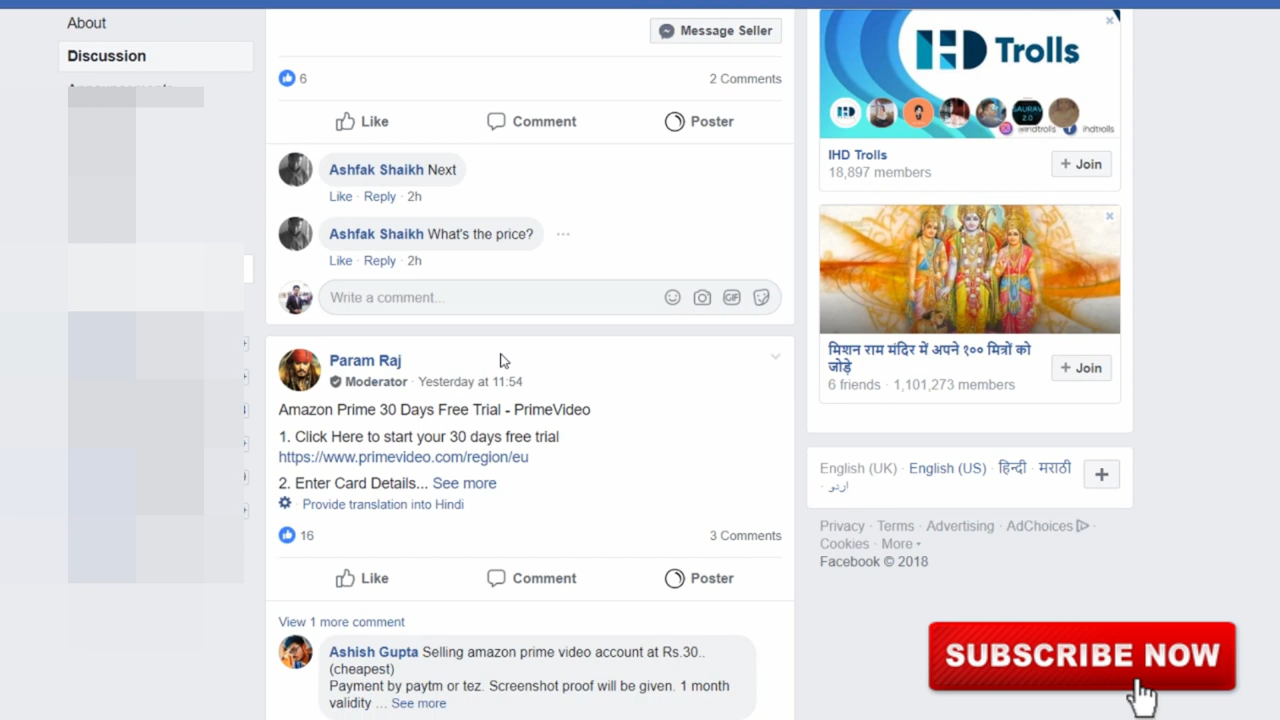 About
Discussion
Message Seller
6
2 Comments
Like
Comment
Poster
Ashfak Shaikh Next
Like · Reply · 2h
Ashfak Shaikh What's the price?
Like · Reply · 2h
Write a comment...
GIF
Param Raj
Moderator · Yesterday at 11:54
Amazon Prime 30 Days Free Trial - PrimeVideo
1. Click Here to start your 30 days free trial
https://www.primevideo.com/region/eu
2. Enter Card Details... See more
Provide translation into Hindi
16
3 Comments
Like
Comment
Poster
View 1 more comment
Ashish Gupta Selling amazon prime video account at Rs.30..
(cheapest)
Payment by paytm or tez. Screenshot proof will be given. 1 month
validity ... See more
IHD Trolls
IHD Trolls
18,897 members
+ Join
मिशन राम मंदिर में अपने १०० मित्रों को
जोड़े
6 friends · 1,101,273 members
+ Join
English (UK) · English (US) · हिन्दी · मराठी
· اردو
Privacy · Terms · Advertising · AdChoices ·
Cookies · More
Facebook © 2018
SUBSCRIBE NOW